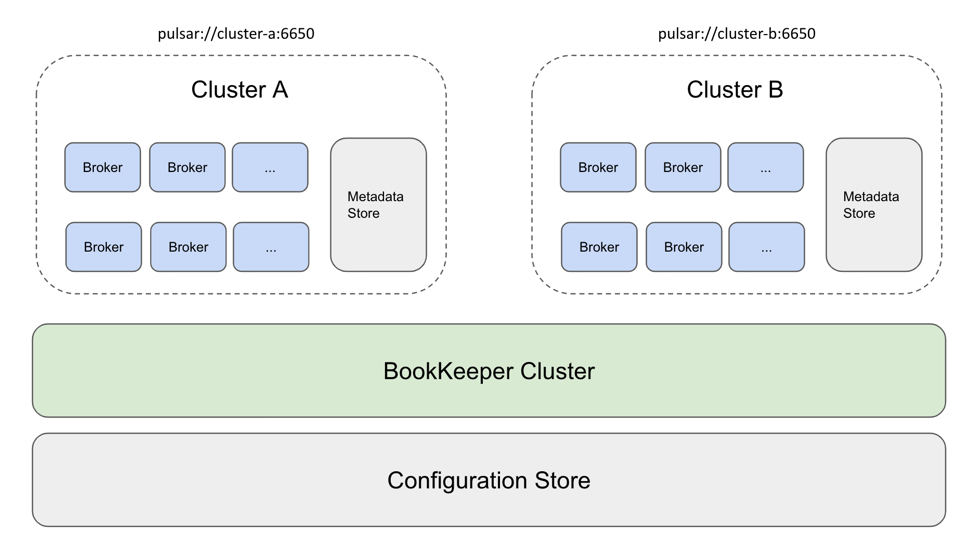 pulsar://cluster-a:6650
pulsar://cluster-b:6650
Cluster A
Cluster B
Broker
Broker
...
Metadata
Store
Broker
Broker
...
Broker
Broker
...
Metadata
Store
Broker
Broker
...
BookKeeper Cluster
Configuration Store